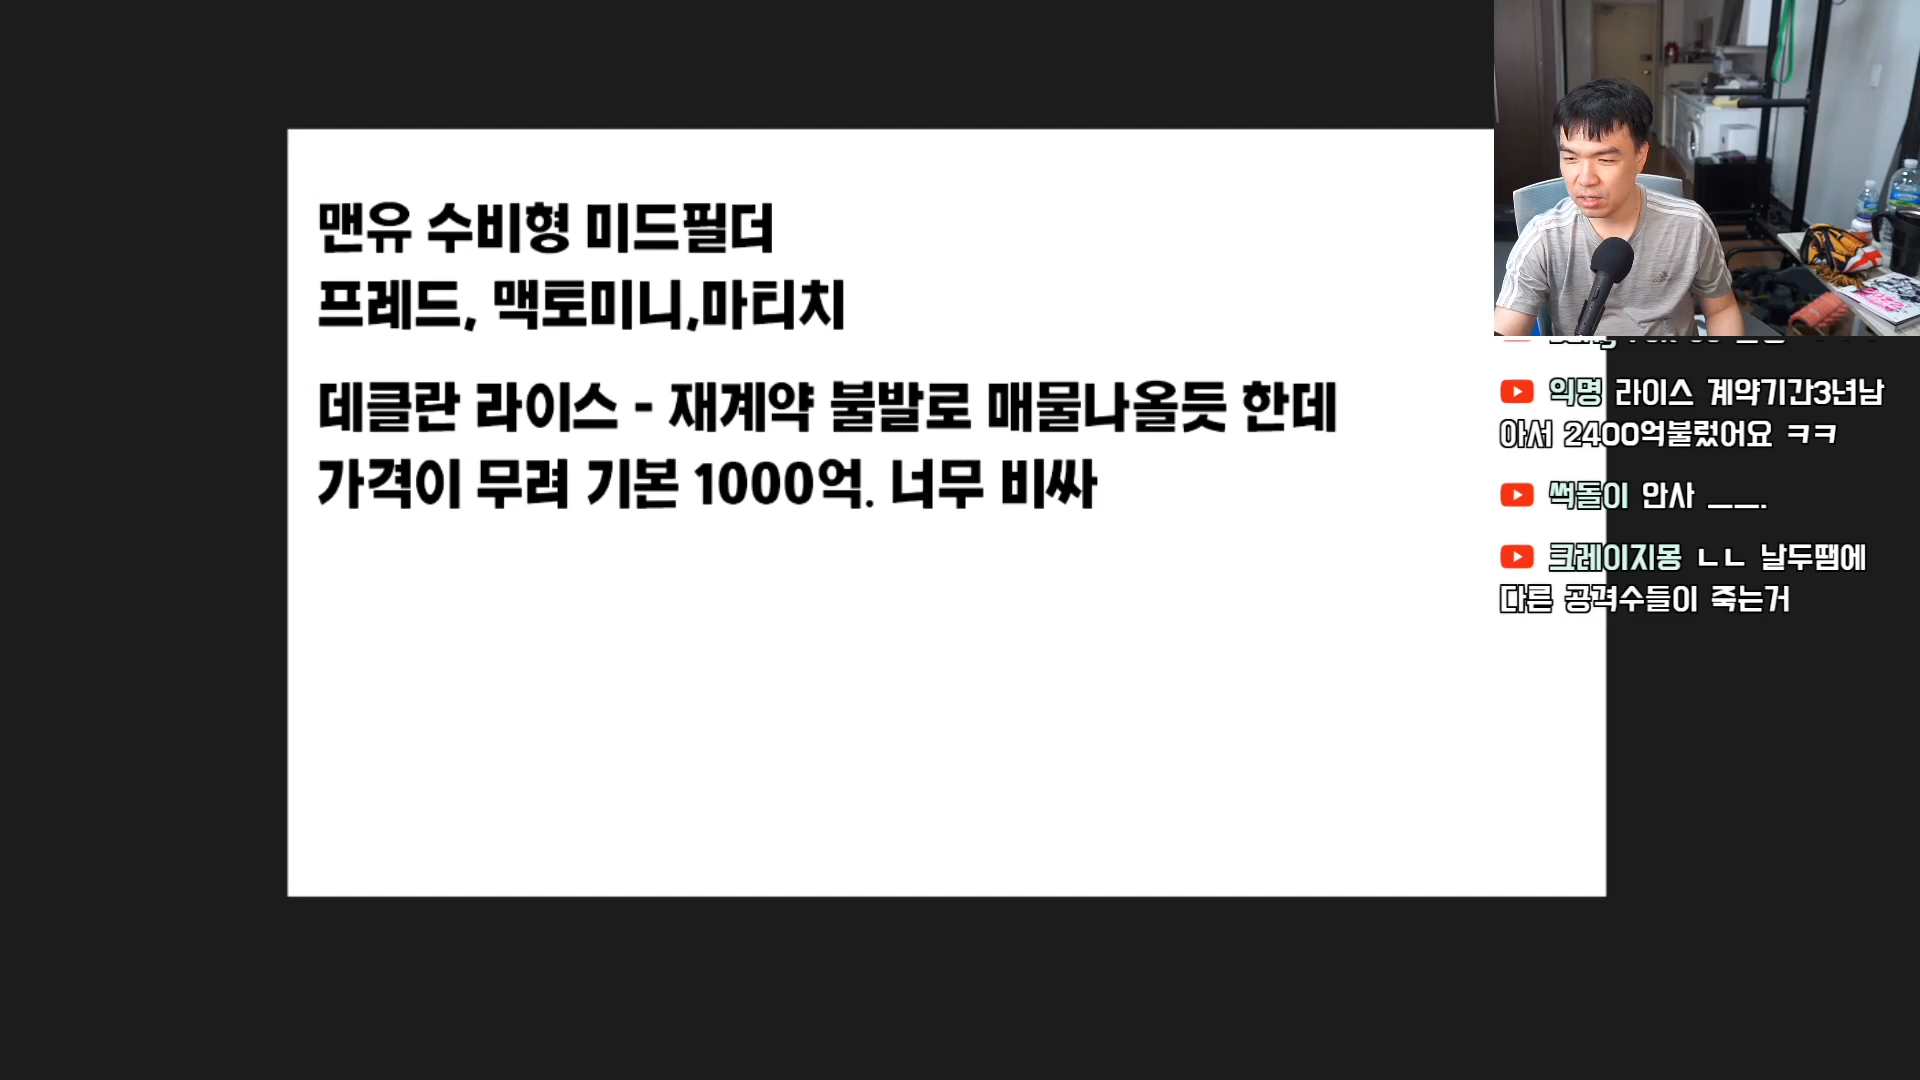 맨유 수비형 미드필더
프레드, 맥토미니,마티치
데클란 라이스 - 재계약 불발로 매물나올듯 한데
가격이 무려 기본 1000억. 너무 비싸
익명 라이스 계약기간3년남
아서 2400억불렀어요 ㅋㅋ
썩돌이 안사 ㅡㅡ.
크레이지몽 ㄴㄴ 날두땜에
다른 공격수들이 죽는거